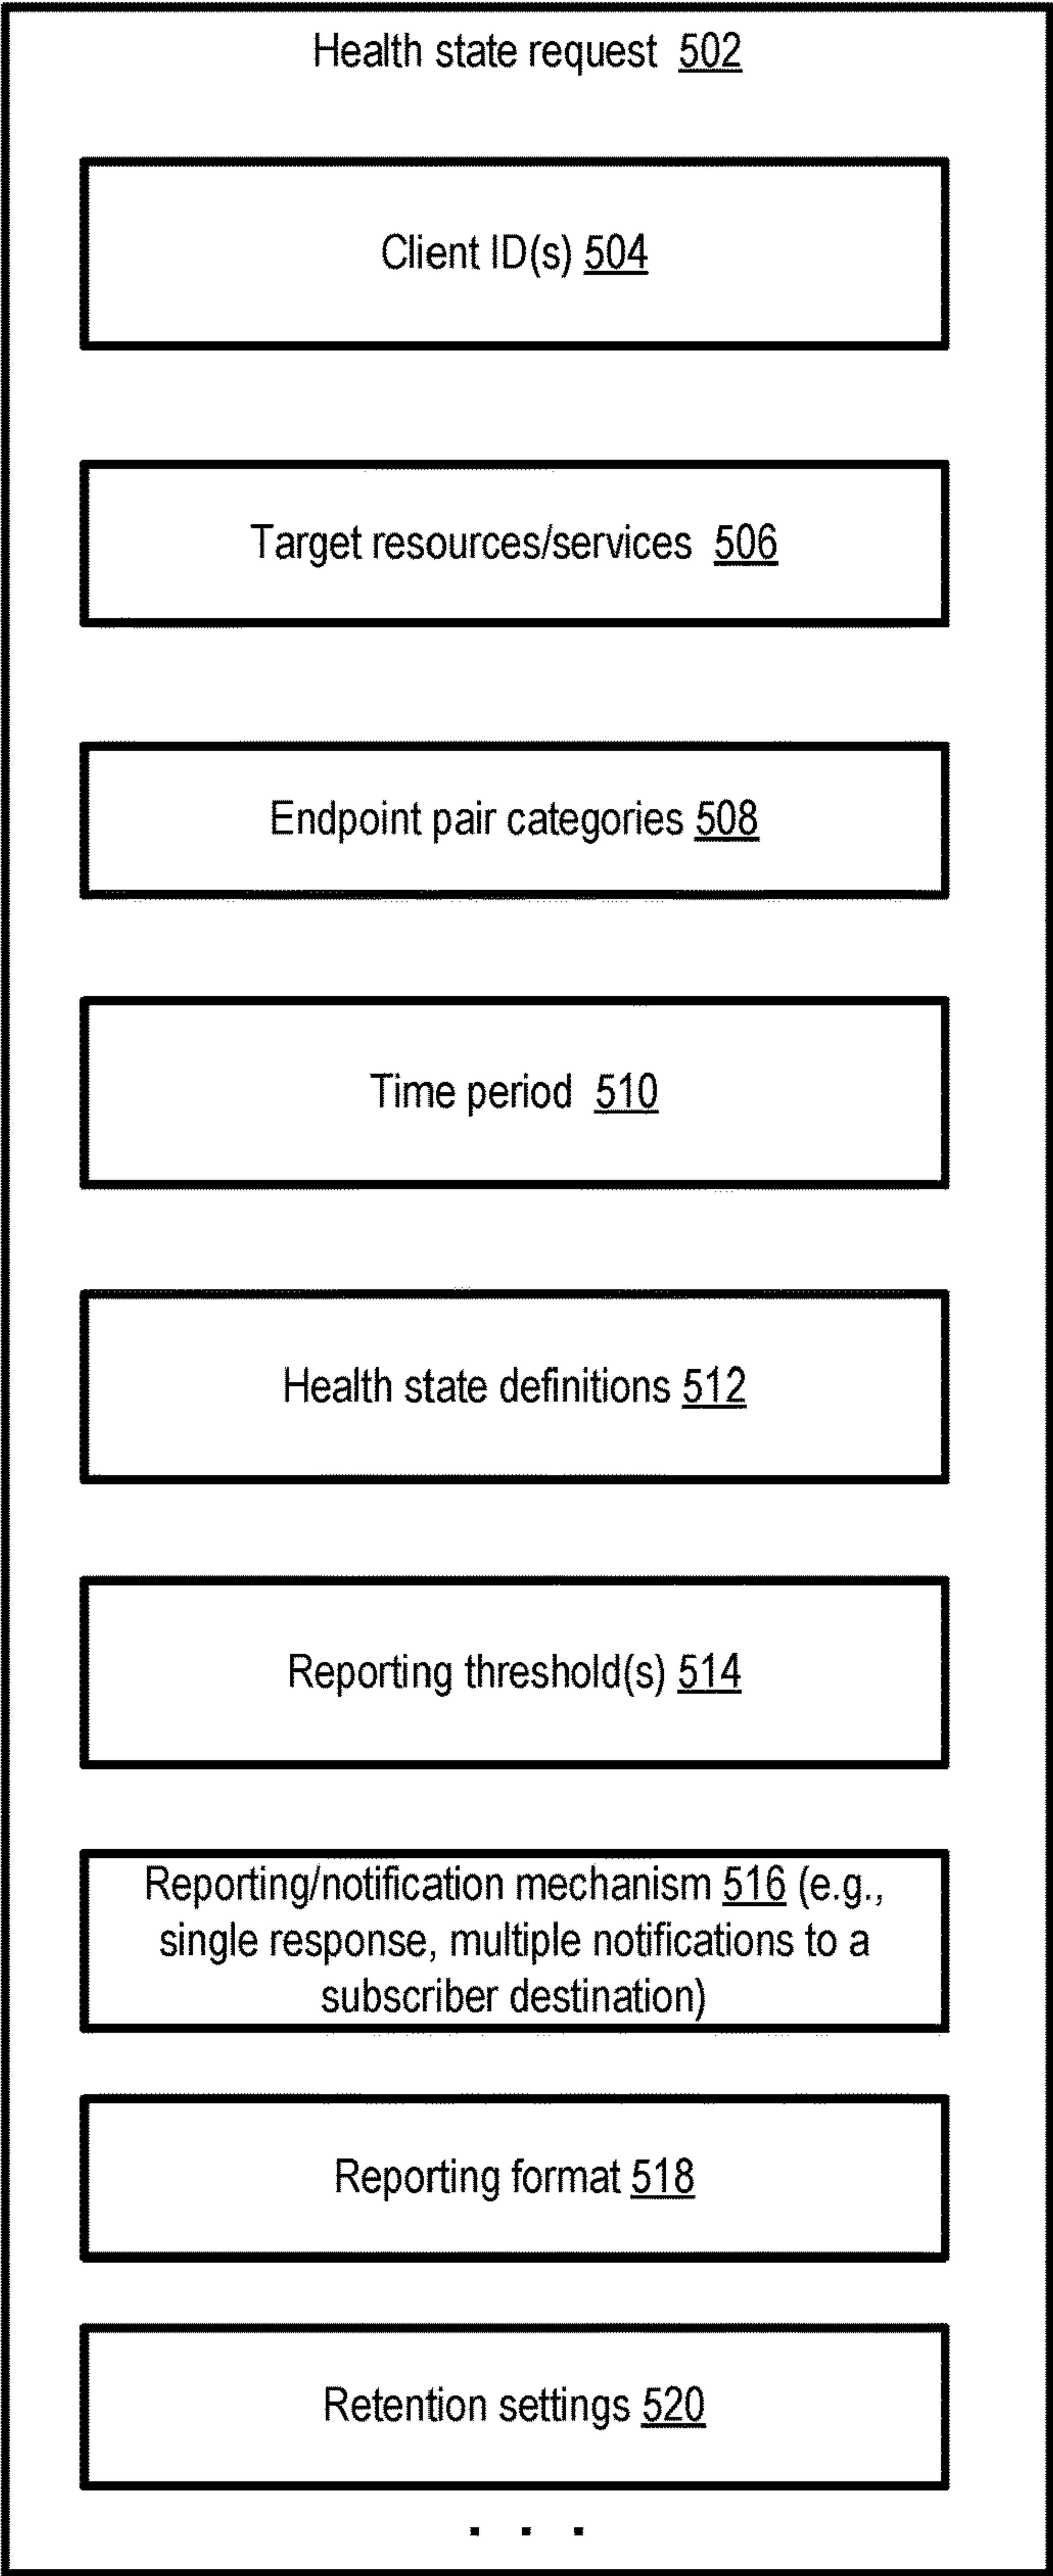 Health state request 502
Client ID(s) 504
Target resources/services 506
Endpoint pair categories 508
Time period 510
Health state definitions 512
Reporting threshold(s) 514
Reporting/notification mechanism 516 (e.g.,
single response, multiple notifications to a
subscriber destination)
Reporting format 518
Retention settings 520
. . .